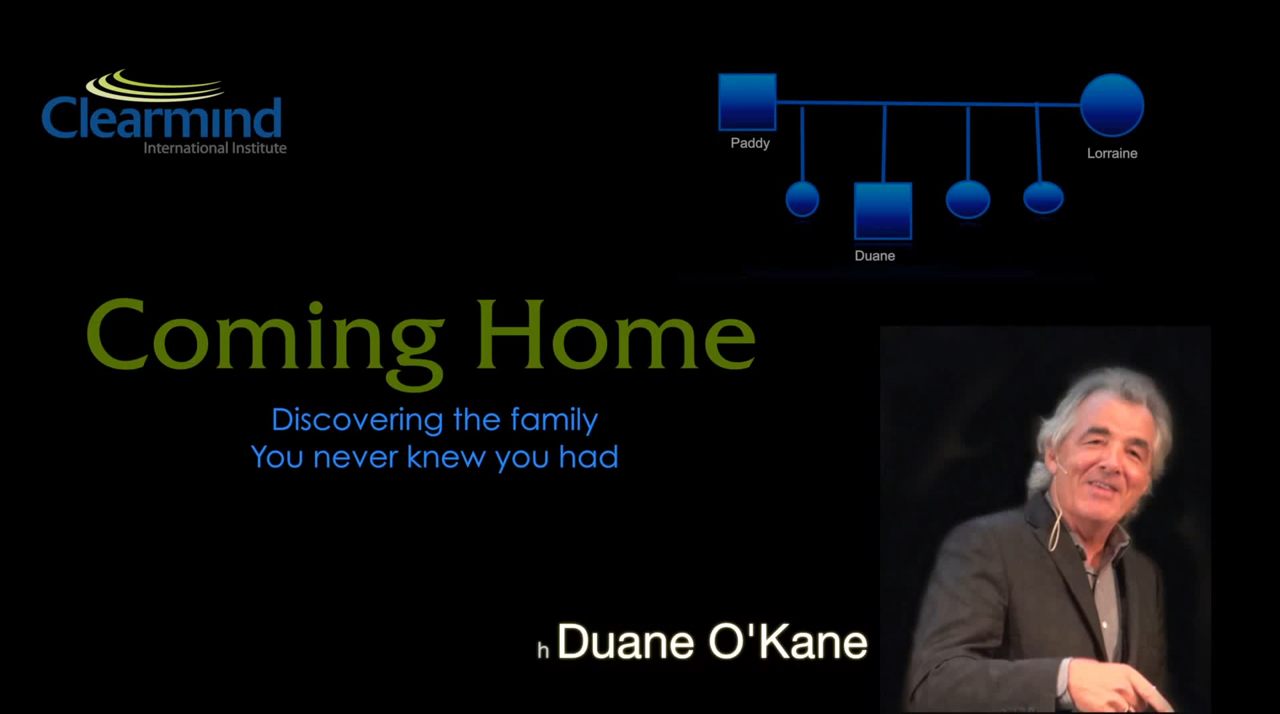 Clearmind
International Institute
Paddy
Lorraine
Duane
Coming Home
Discovering the family
You never knew you had
h Duane O'Kane